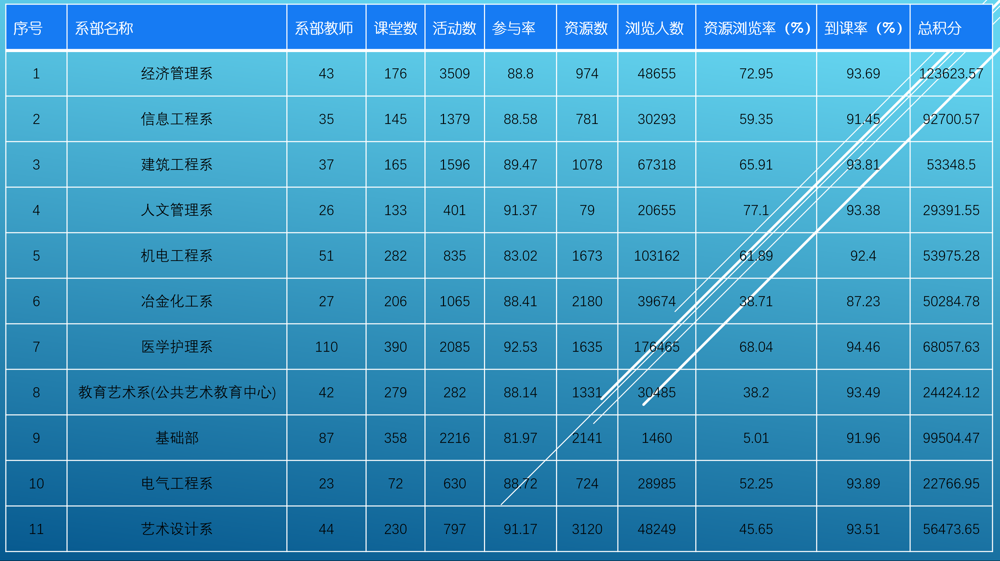 序号 系部名称 系部教师 课堂数 活动数 参与率 资源数 浏览人数 资源浏览率（%） 到课率（%） 总积分
1 经济管理系 43 176 3509 88.8 974 48655 72.95 93.69 123623.57
2 信息工程系 35 145 1379 88.58 781 30293 59.35 91.45 92700.57
3 建筑工程系 37 165 1596 89.47 1078 67318 65.91 93.81 53348.5
4 人文管理系 26 133 401 91.37 79 20655 77.1 93.38 29391.55
5 机电工程系 51 282 835 83.02 1673 103162 61.89 92.4 53975.28
6 冶金化工系 27 206 1065 88.41 2180 39674 38.71 87.23 50284.78
7 医学护理系 110 390 2085 92.53 1635 176465 68.04 94.46 68057.63
8 教育艺术系(公共艺术教育中心) 42 279 282 88.14 1331 30485 38.2 93.49 24424.12
9 基础部 87 358 2216 81.97 2141 1460 5.01 91.96 99504.47
10 电气工程系 23 72 630 88.72 724 28985 52.25 93.89 22766.95
11 艺术设计系 44 230 797 91.17 3120 48249 45.65 93.51 56473.65